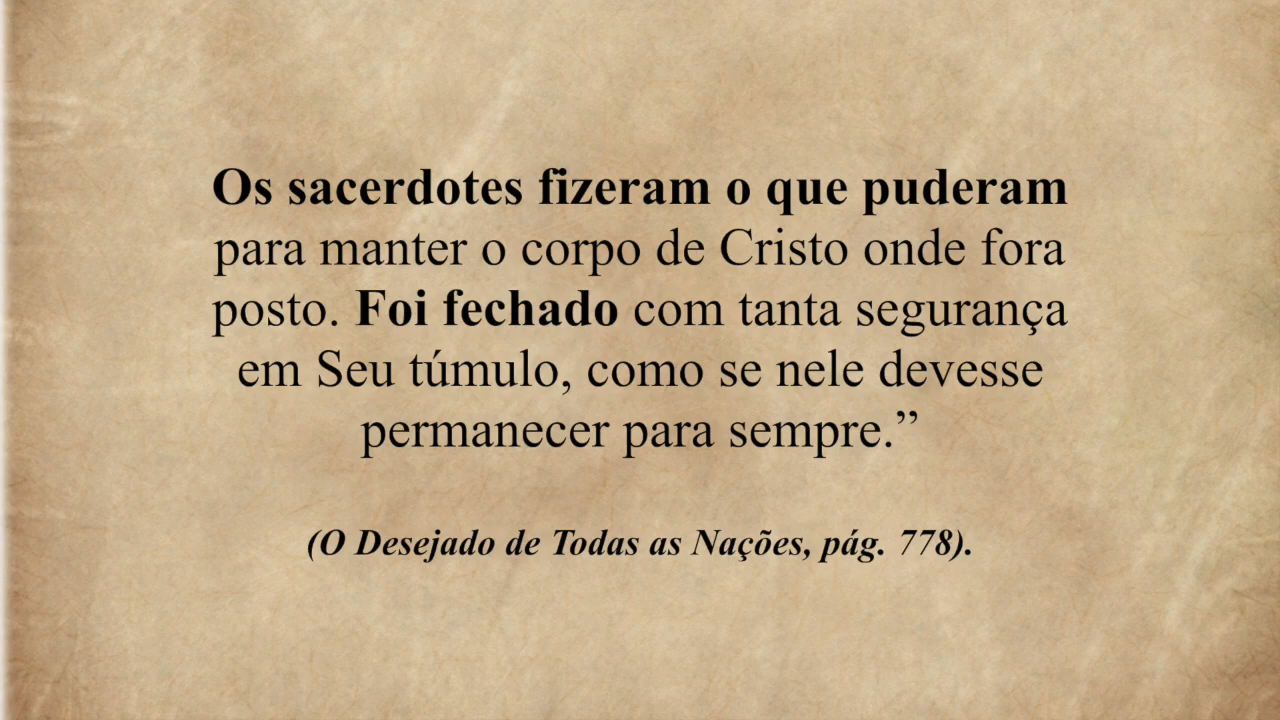 Os sacerdotes fizeram o que puderam
para manter o corpo de Cristo onde fora
posto. Foi fechado com tanta segurança
em Seu túmulo, como se nele devesse
permanecer para sempre.”
(O Desejado de Todas as Nações, pág. 778).